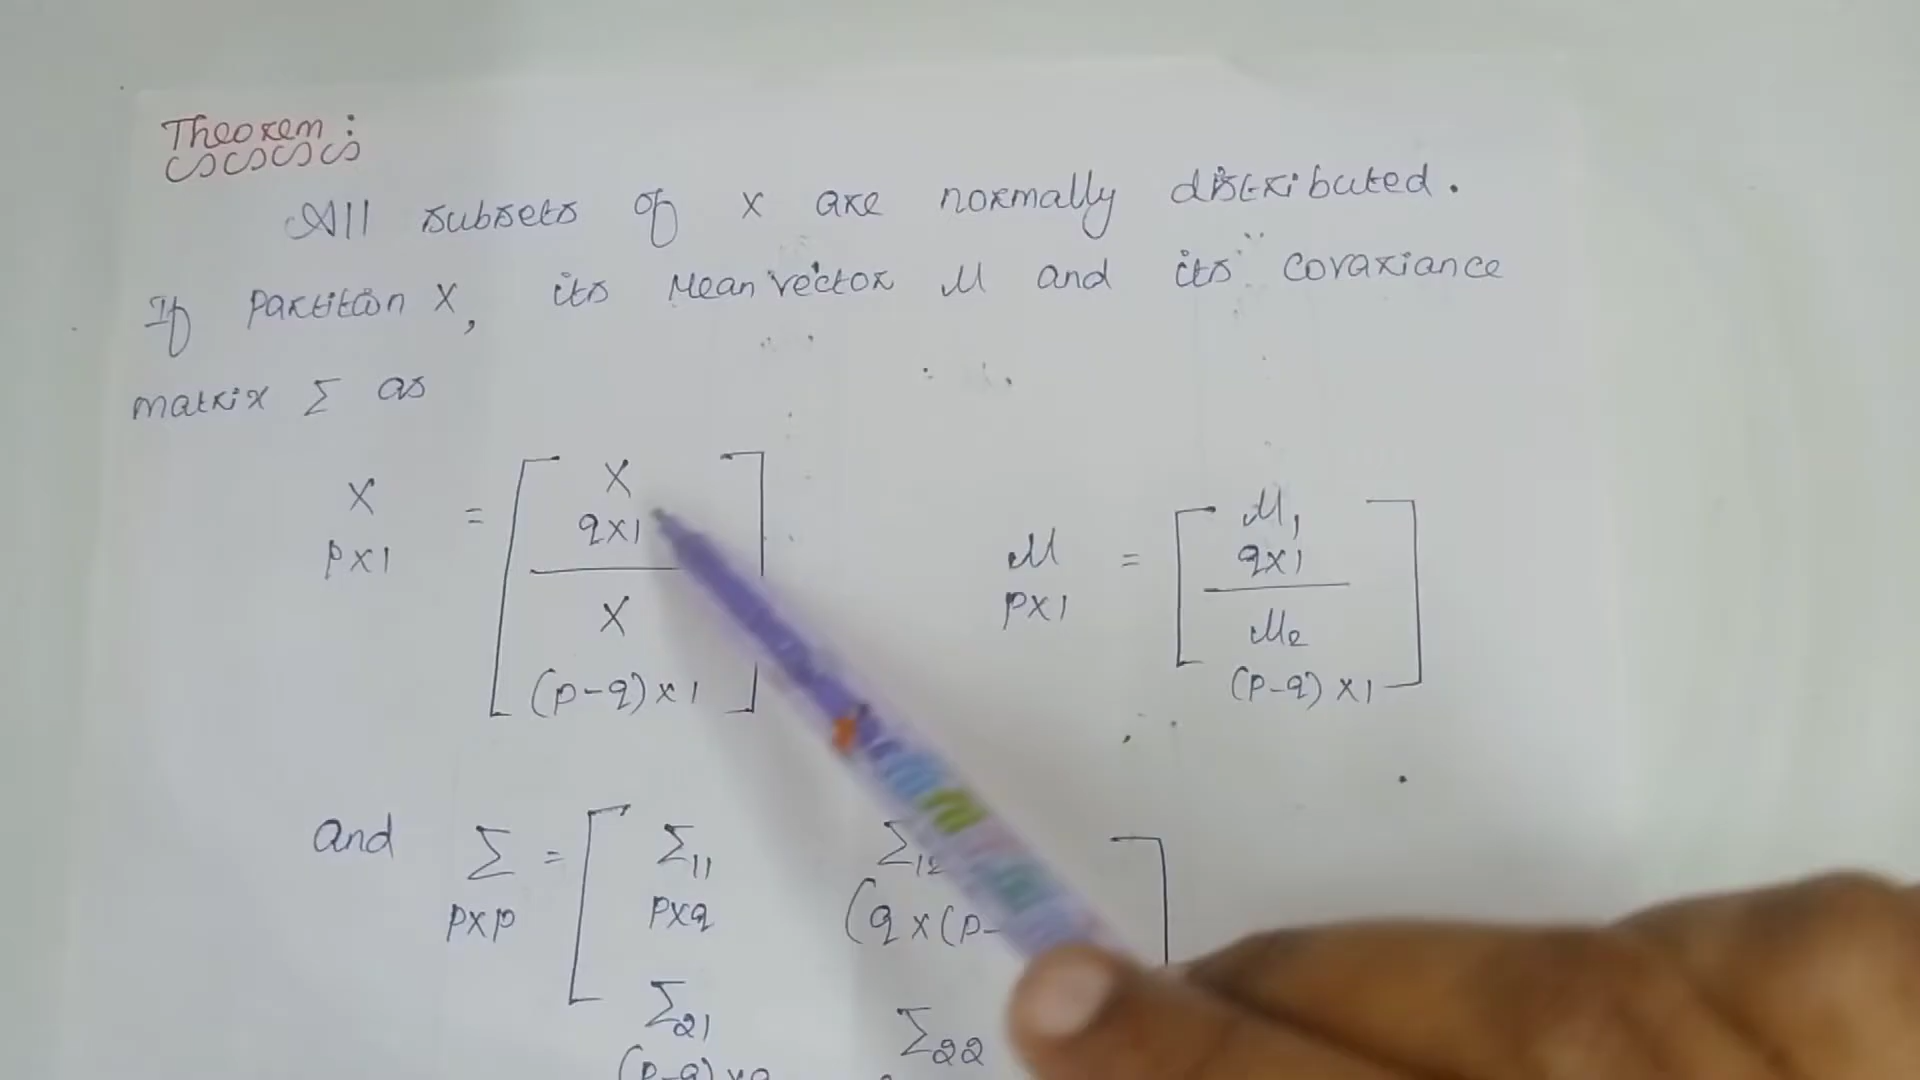 Theorem :
All subsets of X are normally distributed.
If Partition X, its Mean vector μ and its covariance
matrix Σ as
X = [ X
p×1 q×1
X
(p-q)×1 ]
μ = [ μ1
p×1 q×1
μ2
(p-q)×1 ]
and Σ = [ Σ11 Σ12
p×p p×q (q×(p-
Σ21 Σ22
(p-q)×q